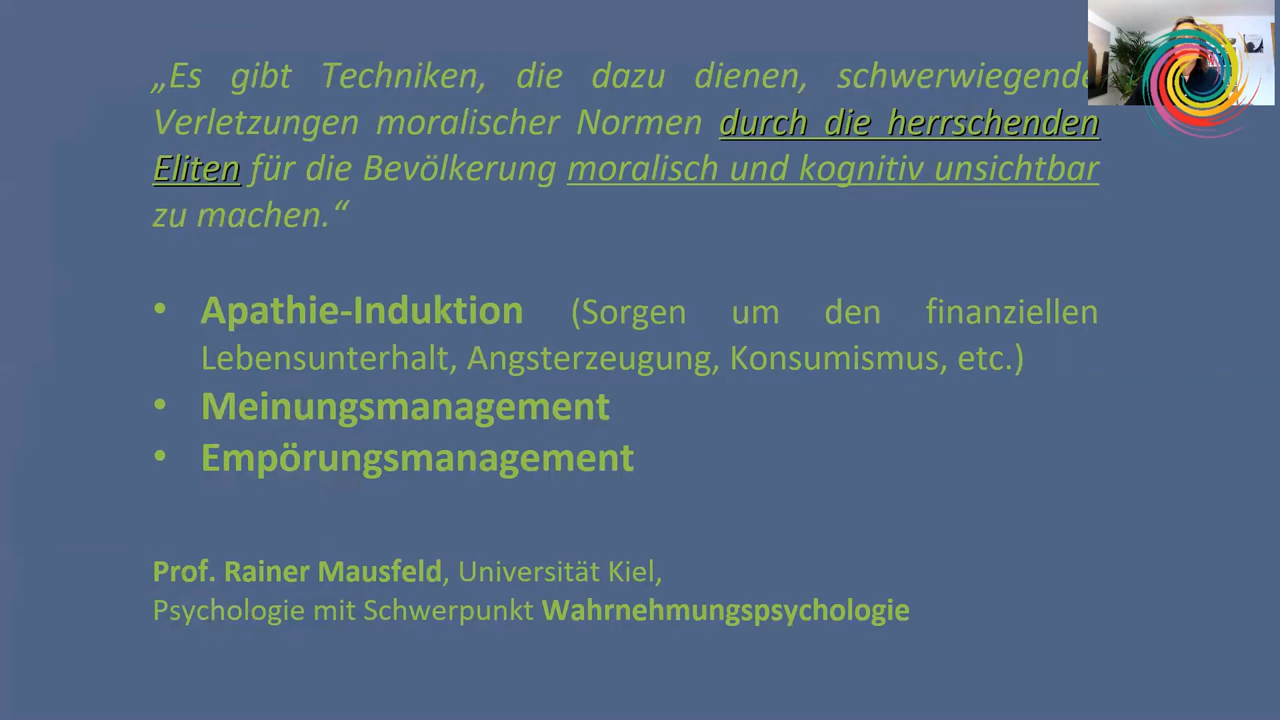 „Es gibt Techniken, die dazu dienen, schwerwiegende
Verletzungen moralischer Normen durch die herrschenden
Eliten für die Bevölkerung moralisch und kognitiv unsichtbar
zu machen.“
• Apathie-Induktion (Sorgen um den finanziellen
Lebensunterhalt, Angsterzeugung, Konsumismus, etc.)
• Meinungsmanagement
• Empörungsmanagement
Prof. Rainer Mausfeld, Universität Kiel,
Psychologie mit Schwerpunkt Wahrnehmungspsychologie